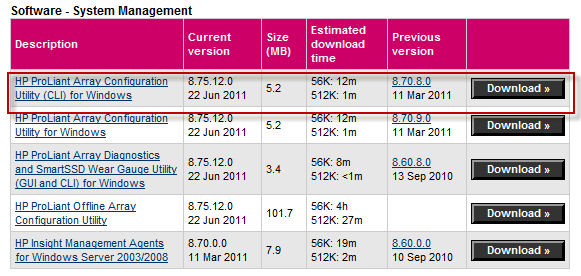 Software - System Management
Description
Current version
Size (MB)
Estimated download time
Previous version
HP ProLiant Array Configuration
Utility (CLI) for Windows
8.75.12.0
22 Jun 2011
5.2
56K: 12m
512K: 1m
8.70.8.0
11 Mar 2011
Download »
HP ProLiant Array Configuration
Utility for Windows
8.75.12.0
22 Jun 2011
5.2
56K: 12m
512K: 1m
8.70.9.0
11 Mar 2011
Download »
HP ProLiant Array Diagnostics
and SmartSSD Wear Gauge Utility
(GUI and CLI) for Windows
8.75.12.0
22 Jun 2011
3.4
56K: 8m
512K: <1m
8.60.8.0
13 Sep 2010
Download »
HP ProLiant Offline Array
Configuration Utility
8.75.12.0
22 Jun 2011
101.7
56K: 4h
512K: 27m
Download »
HP Insight Management Agents
for Windows Server 2003/2008
8.70.0.0
11 Mar 2011
7.9
56K: 19m
512K: 2m
8.60.0.0
10 Sep 2010
Download »